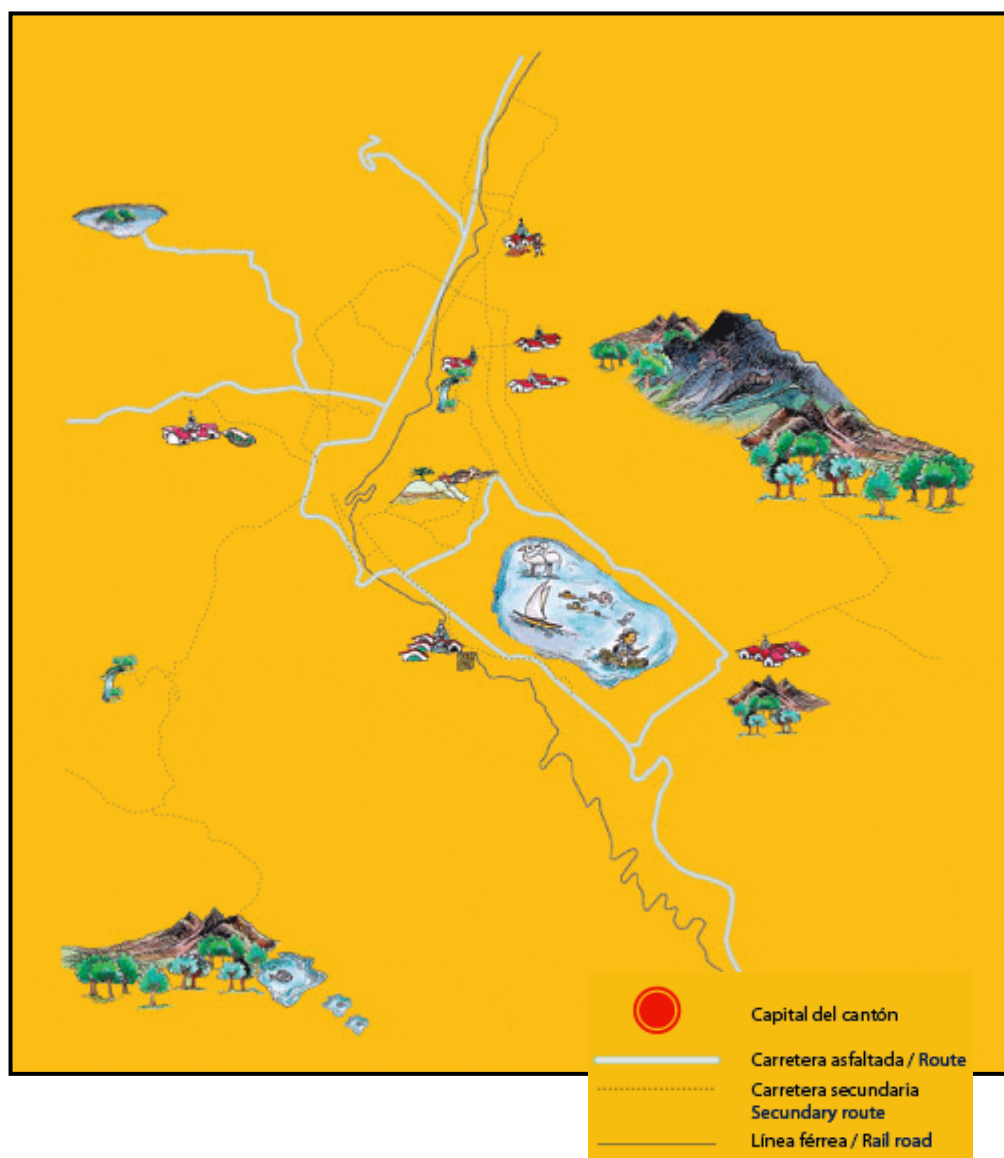 Capital del cantón
Carretera asfaltada / Route
Carretera secundaria
Secundary route
Línea férrea / Rail road